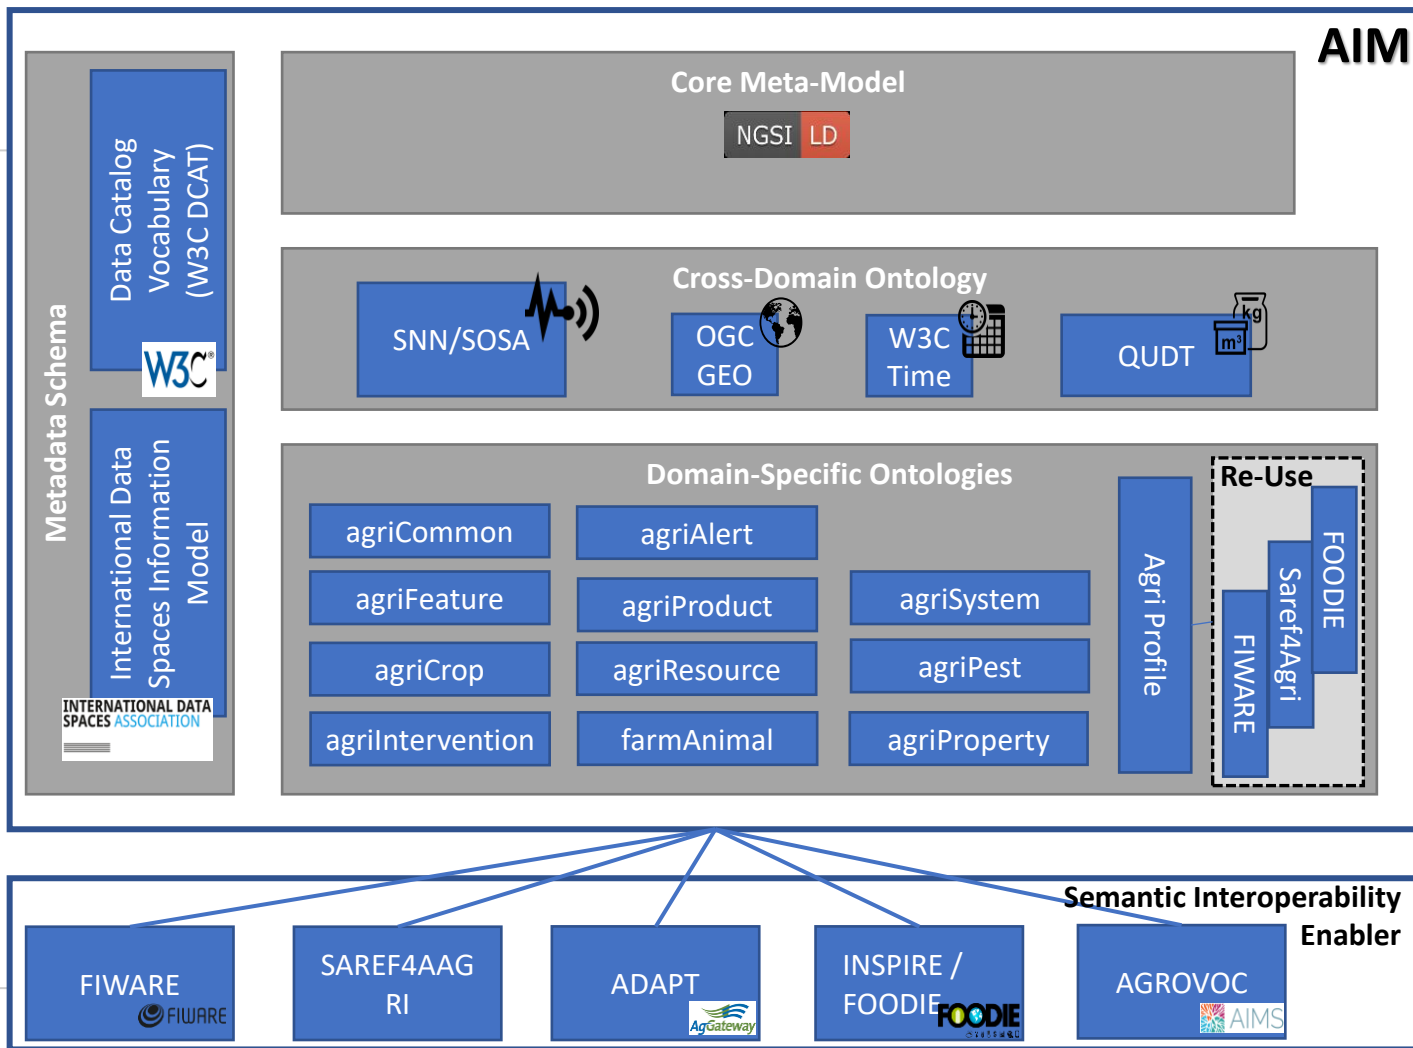 AIM
Metadata Schema
Data Catalog
Vocabulary
(W3C DCAT)
W3C®
International Data
Spaces Information
Model
INTERNATIONAL DATA
SPACES ASSOCIATION
Core Meta-Model
NGSI LD
Cross-Domain Ontology
SNN/SOSA
OGC
GEO
W3C
Time
QUDT
kg
m³
Domain-Specific Ontologies
agriCommon
agriAlert
agriFeature
agriProduct
agriSystem
agriCrop
agriResource
agriPest
agriIntervention
farmAnimal
agriProperty
Agri Profile
Re-Use
FIWARE
Saref4Agri
FOODIE
Semantic Interoperability
Enabler
FIWARE
FIWARE
SAREF4AAG
RI
ADAPT
AgGateway
INSPIRE /
FOODIE
FOODIE
AGROVOC
AIMS